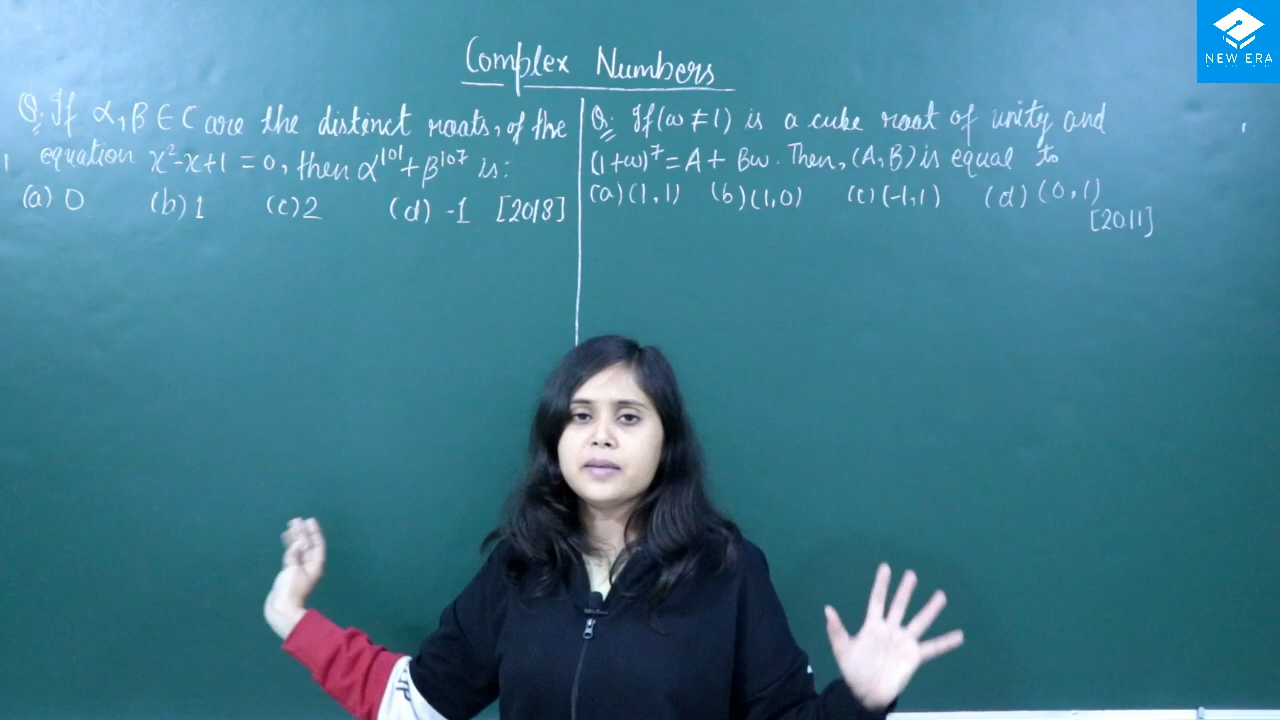 Complex Numbers
Q. If α, β ∈ C are the distinct roots, of the
equation x²-x+1 = 0, then α¹⁰¹+β¹⁰⁷ is:
(a) 0 (b) 1 (c) 2 (d) -1 [2018]
Q. If (ω ≠ 1) is a cube root of unity and
(1+ω)⁷ = A + Bω. Then, (A, B) is equal to
(a) (1, 1) (b) (1, 0) (c) (-1, 1) (d) (0, 1)
[2011]
NEW ERA